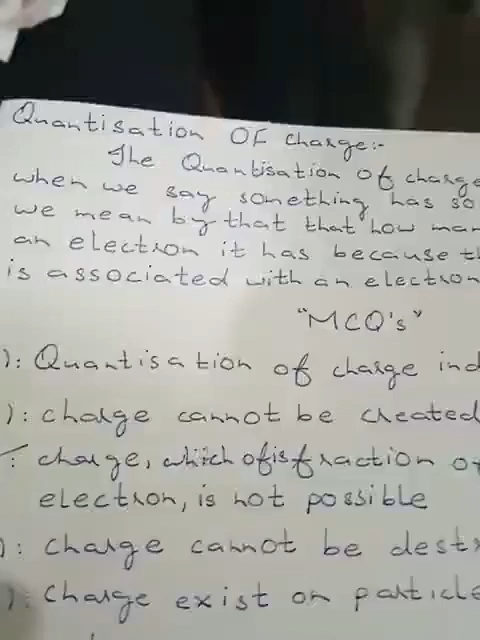 Quantisation OF charge:-
The Quantisation of charge
when we say something has so
we mean by that that how man
an electron it has because th
is associated with an electron
"MCQ's"
): Quantisation of charge ind
): charge cannot be created
: charge, which of is fraction of
electron, is not possible
): charge cannot be dest
): charge exist on particle